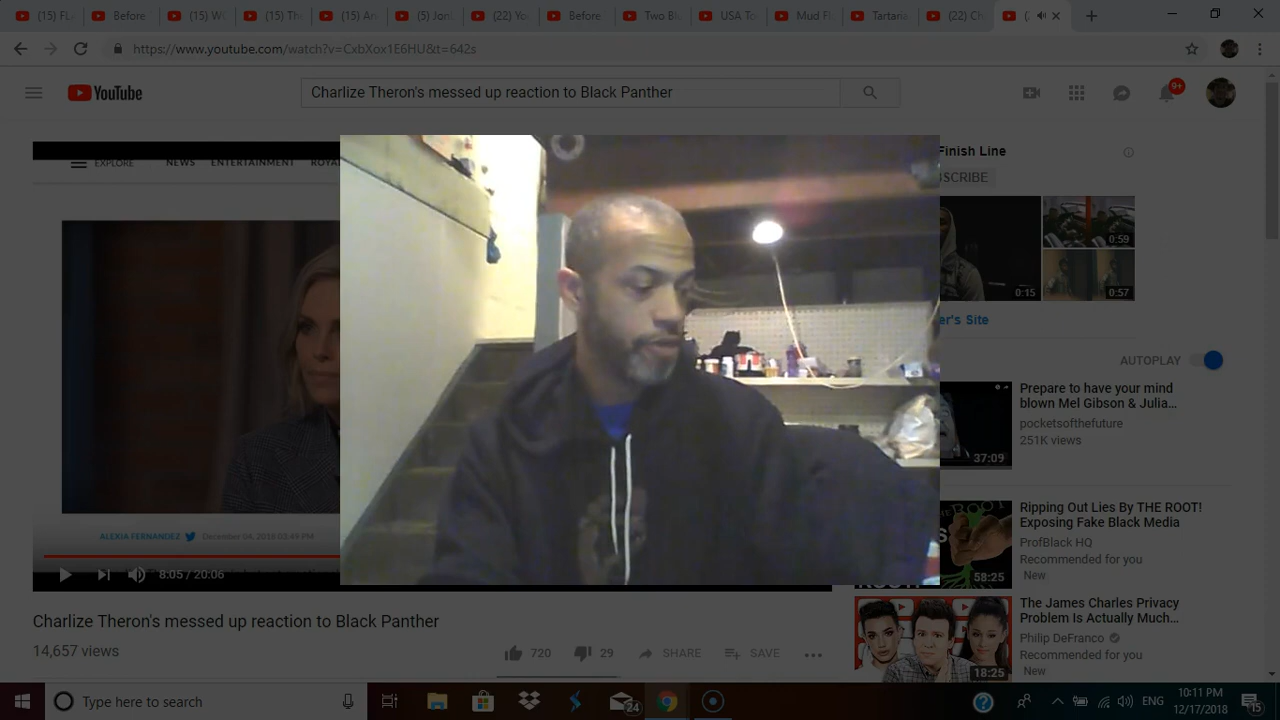 (15) FL
Before
(15) W
(15) Th
(15) Ar
(5) Jon
(22) Yo
Before
Two Bl
USA To
Mud Fl
Tartaria
(22) Ch
https://www.youtube.com/watch?v=CxbXox1E6HU&t=642s
YouTube
Charlize Theron's messed up reaction to Black Panther
9+
EXPLORE NEWS ENTERTAINMENT ROYA
Finish Line
SCRIBE
0:59
0:15
0:57
er's Site
AUTOPLAY
Prepare to have your mind
blown Mel Gibson & Julia...
pocketsofthefuture
251K views
37:09
Ripping Out Lies By THE ROOT!
Exposing Fake Black Media
ProfBlack HQ
Recommended for you
New
58:25
The James Charles Privacy
Problem Is Actually Much...
Philip DeFranco
Recommended for you
New
18:25
ALEXIA FERNANDEZ December 04, 2018 03:49 PM
8:05 / 20:06
Charlize Theron's messed up reaction to Black Panther
14,657 views
720 29 SHARE SAVE
Type here to search
24
ENG
10:11 PM
12/17/2018
15